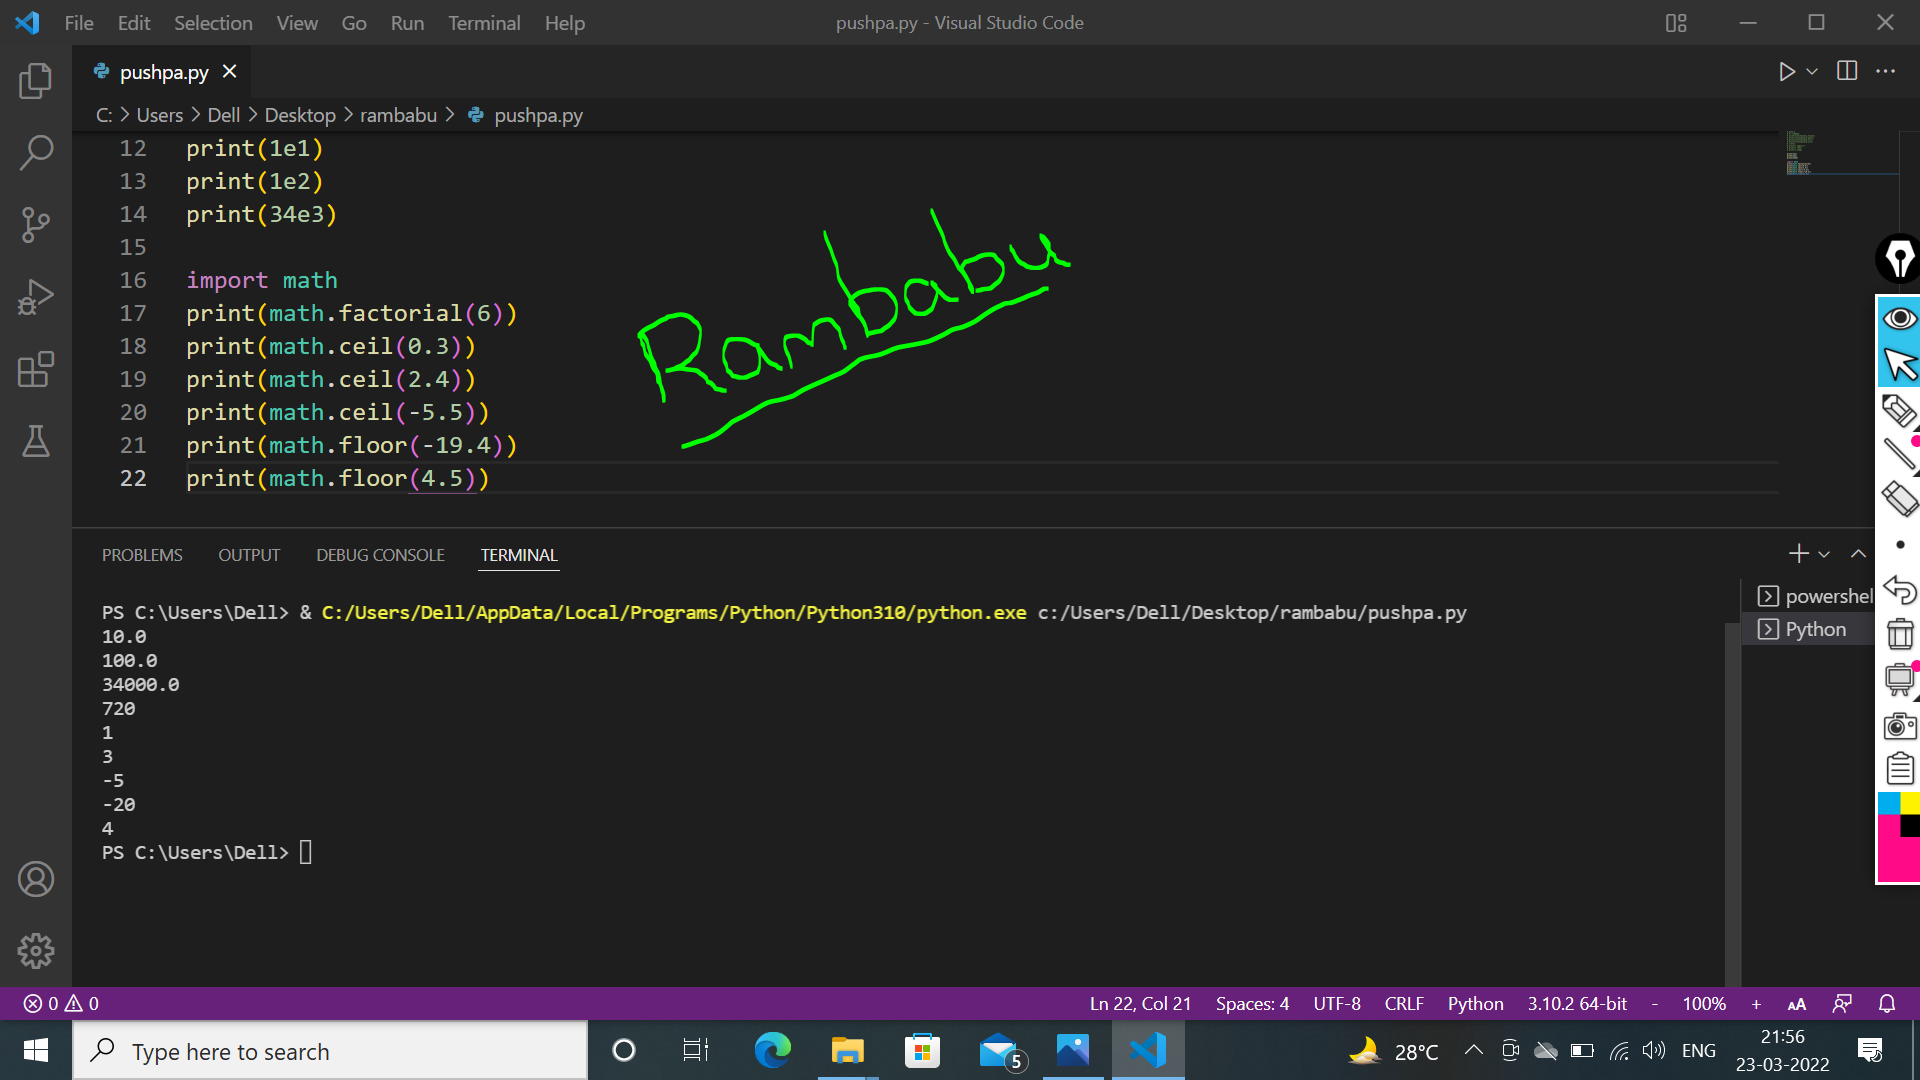 File Edit Selection View Go Run Terminal Help
pushpa.py - Visual Studio Code
pushpa.py
C: > Users > Dell > Desktop > rambabu > pushpa.py
12 print(1e1)
13 print(1e2)
14 print(34e3)
15
16 import math
17 print(math.factorial(6))
18 print(math.ceil(0.3))
19 print(math.ceil(2.4))
20 print(math.ceil(-5.5))
21 print(math.floor(-19.4))
22 print(math.floor(4.5))
Rambabu
PROBLEMS OUTPUT DEBUG CONSOLE TERMINAL
PS C:\Users\Dell> & C:/Users/Dell/AppData/Local/Programs/Python/Python310/python.exe c:/Users/Dell/Desktop/rambabu/pushpa.py
10.0
100.0
34000.0
720
1
3
-5
-20
4
PS C:\Users\Dell>
powershel
Python
0 0
Ln 22, Col 21 Spaces: 4 UTF-8 CRLF Python 3.10.2 64-bit - 100% +
Type here to search
5
28°C
ENG
21:56
23-03-2022